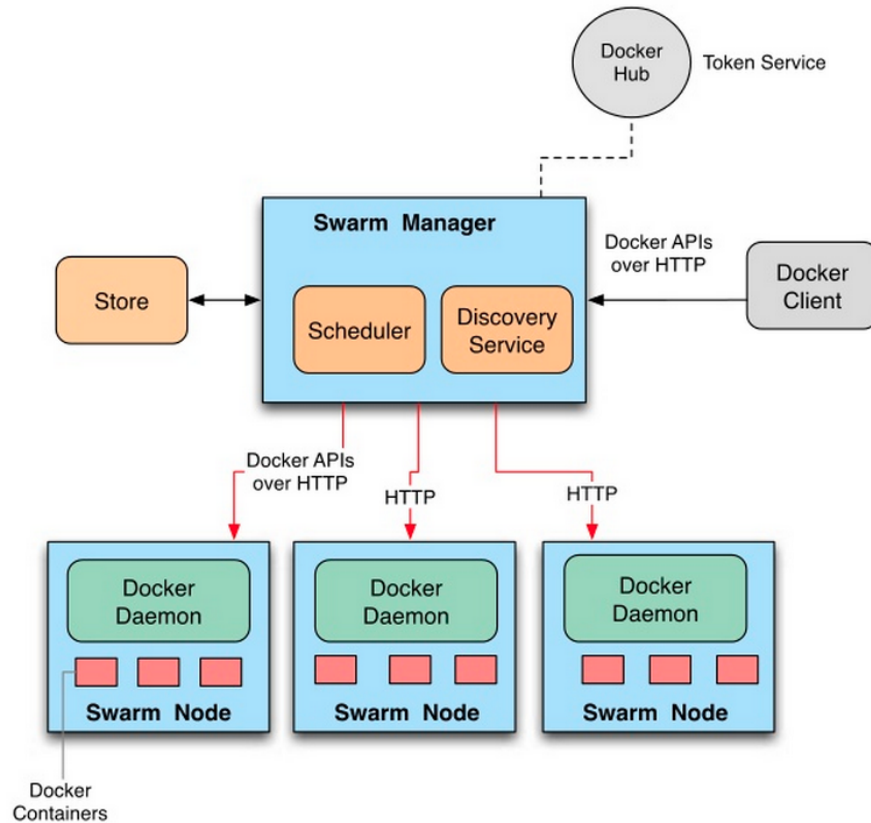 Docker
Hub
Token Service
Swarm Manager
Docker APIs
over HTTP
Store
Scheduler
Discovery
Service
Docker
Client
Docker APIs
over HTTP
HTTP
HTTP
Docker
Daemon
Docker
Daemon
Docker
Daemon
Swarm Node
Swarm Node
Swarm Node
Docker
Containers